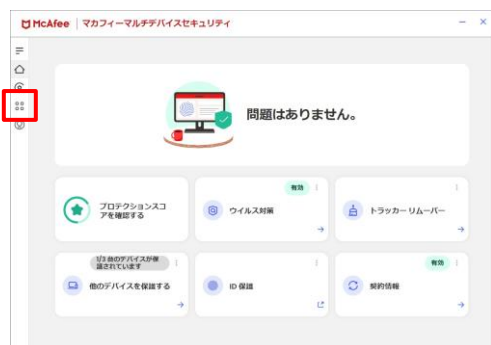 McAfee マカフィーマルチデバイスセキュリティ
問題はありません。
プロテクションスコ
アを確認する
有効
ウイルス対策
トラッカー リムーバー
1/3 台のデバイスが保
護されています
他のデバイスを保護する
ID 保護
有効
契約情報